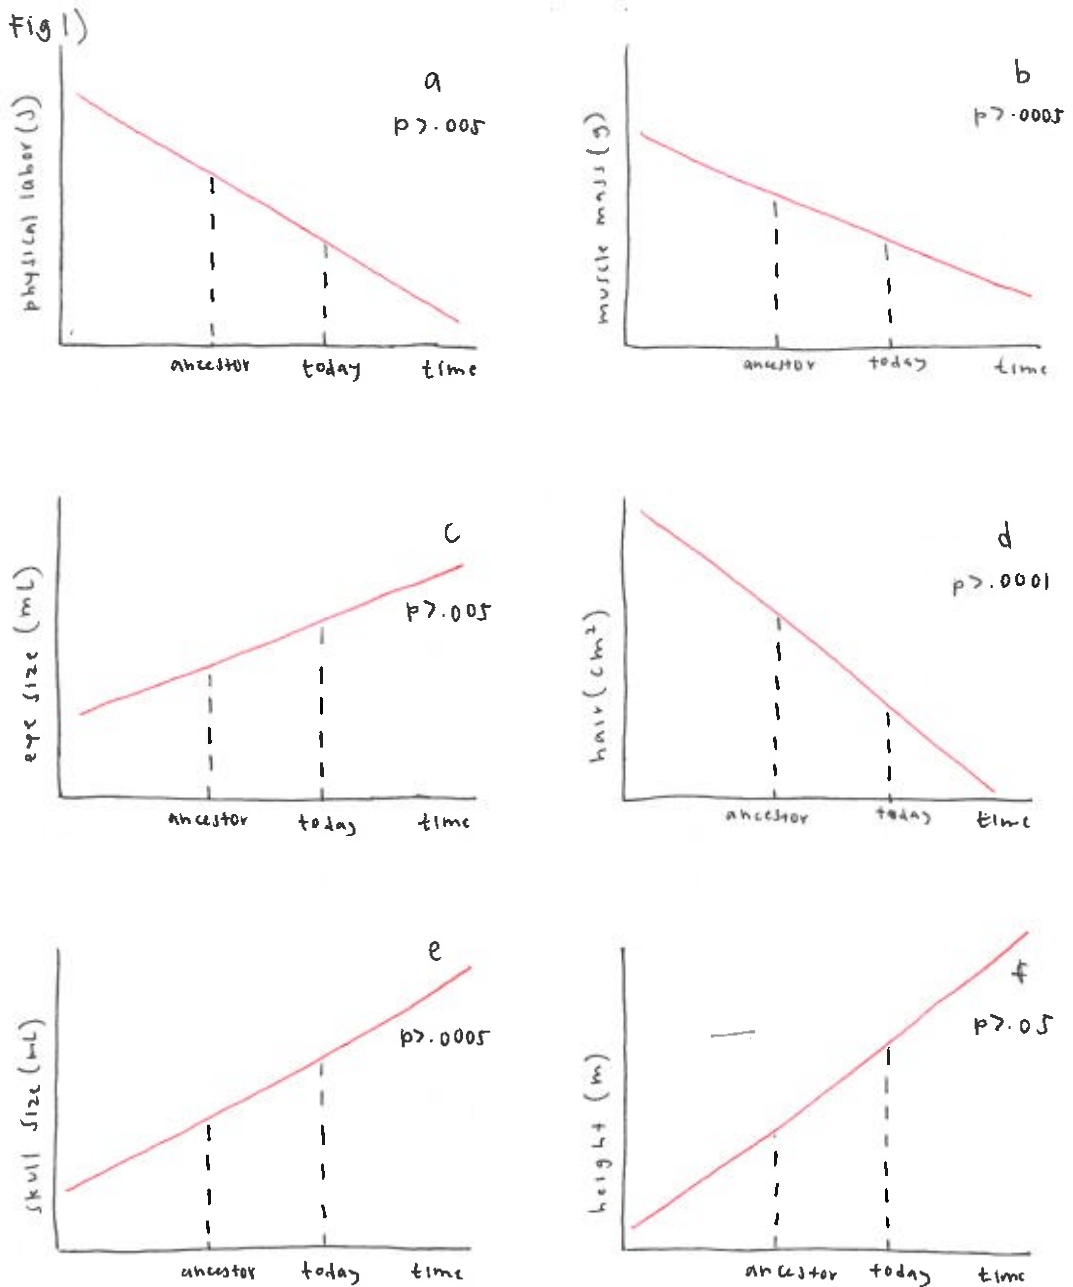 Fig 1)
a
p>.005
physical labor(J)
ancestor today time
b
p>.0005
muscle mass(g)
ancestor today time
c
p>.005
eye size (mL)
ancestor today time
d
p>.0001
hair(cm²)
ancestor today time
e
p>.0005
skull size(mL)
ancestor today time
f
p>.05
height (m)
ancestor today time